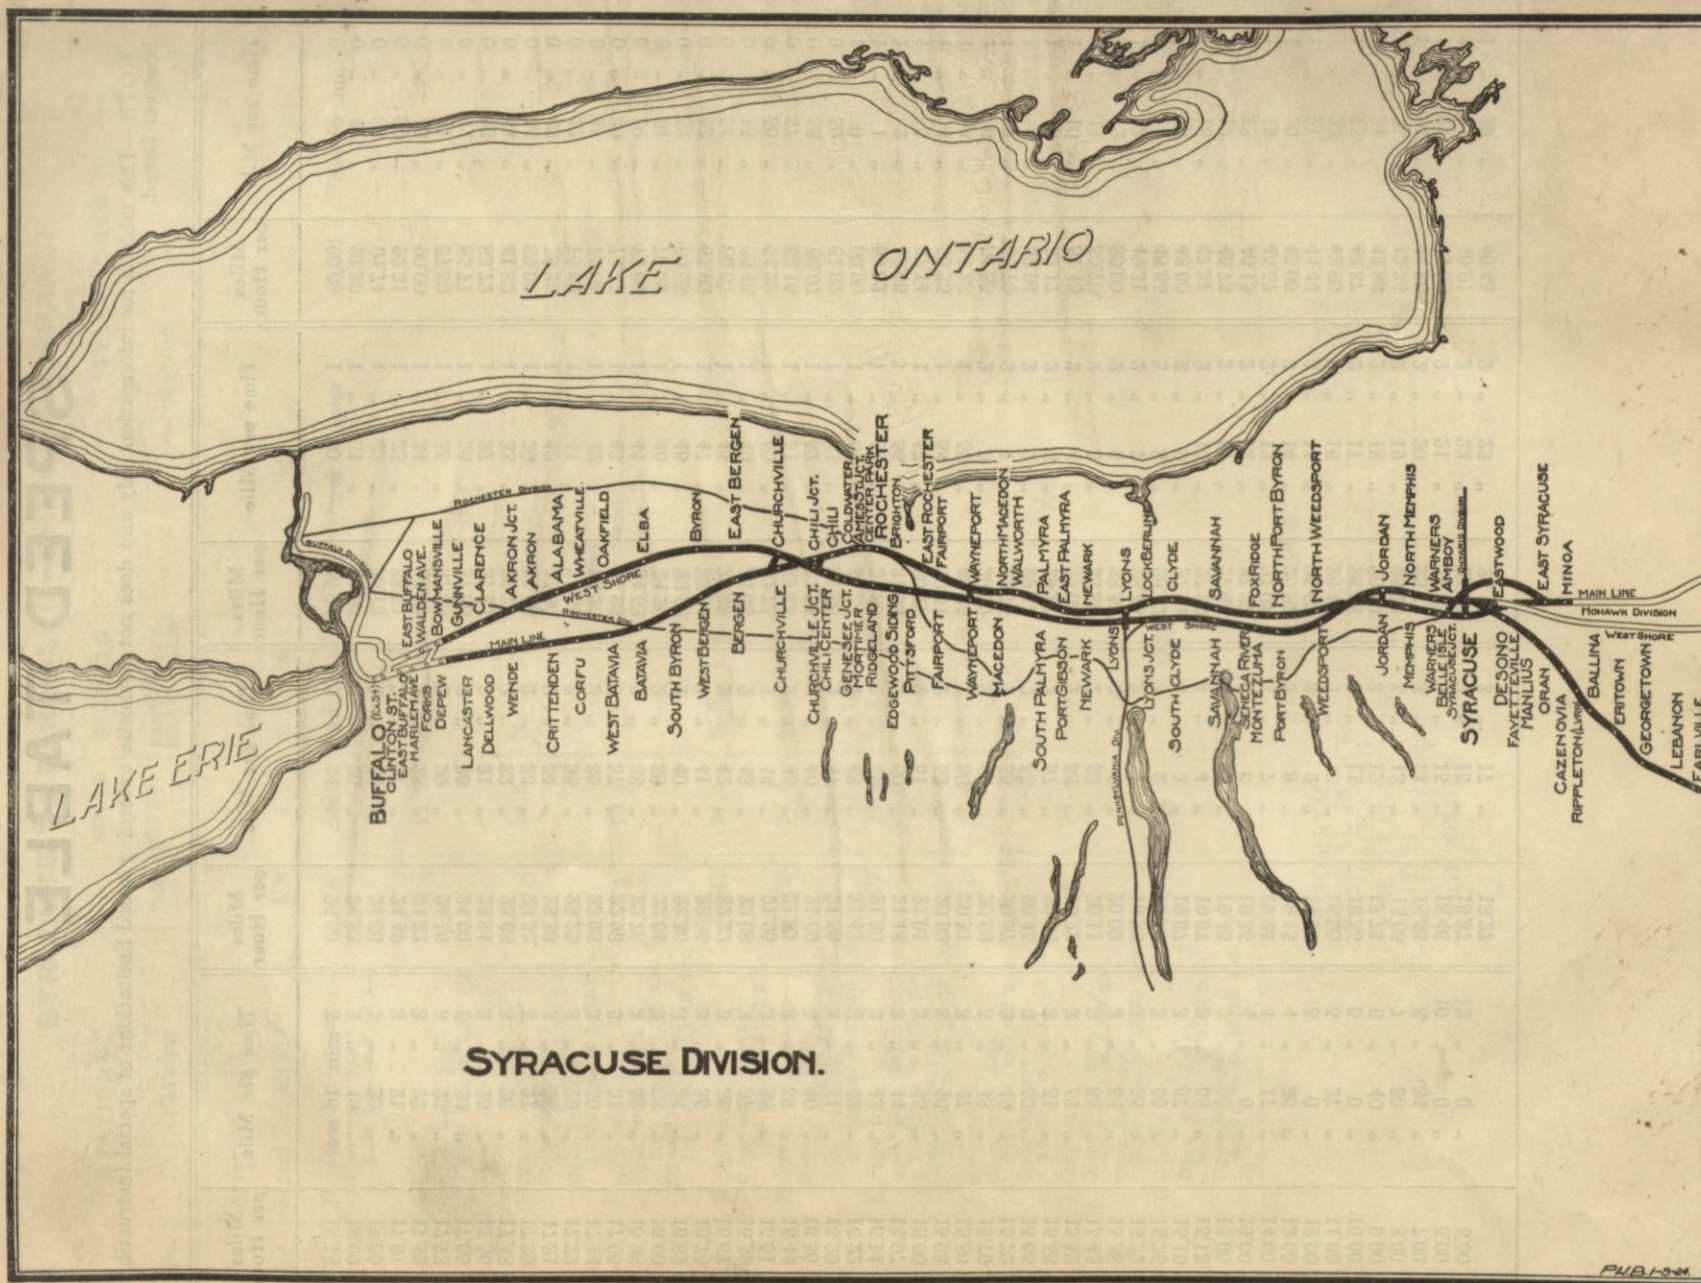 LAKE ONTARIO
LAKE ERIE
ROCHESTER DIVISION
BUFFALO DIVISION
EAST BUFFALO
WALDEN AVE.
BOWMANSVILLE
GUNNVILLE
CLARENCE
AKRON JCT.
AKRON
ALABAMA
WHEATVILLE
OAKFIELD
ELBA
BYRON
EAST BERGEN
CHURCHVILLE
CHILI JCT.
CHILI
COLDWATER
CENTER PARK
ROCHESTER
BRIGHTON
EAST ROCHESTER
FAIRPORT
WAYNEPORT
NORTH MACEDON
WALWORTH
PALMYRA
EAST PALMYRA
NEWARK
LYONS
LOCK BERLIN
CLYDE
SAVANNAH
FOX RIDGE
NORTH PORT BYRON
NORTH WEEDSPORT
JORDAN
NORTH MEMPHIS
WARNERS
AMBOY
ONTARIO DIVISION
EASTWOOD
EAST SYRACUSE
MINOA
MAIN LINE
MOHAWK DIVISION
WEST SHORE
WEST SHORE
ROCHESTER DIV.
MAIN LINE
WEST SHORE
BUFFALO
CLINTON ST.
EAST BUFFALO
HARLEM AVE
FORKS
DEPEW
LANCASTER
DELLWOOD
WENDE
CRITTENDEN
CORFU
WEST BATAVIA
BATAVIA
SOUTH BYRON
WEST BERGEN
BERGEN
CHURCHVILLE
CHURCHVILLE JCT.
CHILI CENTER
GENESEE JCT.
MORTIMER
RIDGELAND
EDGEWOOD SIDING
PITTSFORD
FAIRPORT
WAYNEPORT
MACEDON
SOUTH PALMYRA
PORT GIBSON
NEWARK
LYONS
PENNSYLVANIA DIV.
LYONS JCT.
SOUTH CLYDE
SAVANNAH
SENECA RIVER
MONTEZUMA
PORT BYRON
WEEDSPORT
JORDAN
MEMPHIS
WARNERS
BELLE ISLE
SYRACUSE JCT.
SYRACUSE
DESONO
FAYETTEVILLE
MANLIUS
ORAN
CAZENOVIA
RIPPLETON
BALLINA
ERITOWN
GEORGETOWN
LEBANON
EARLVILLE
SYRACUSE DIVISION.